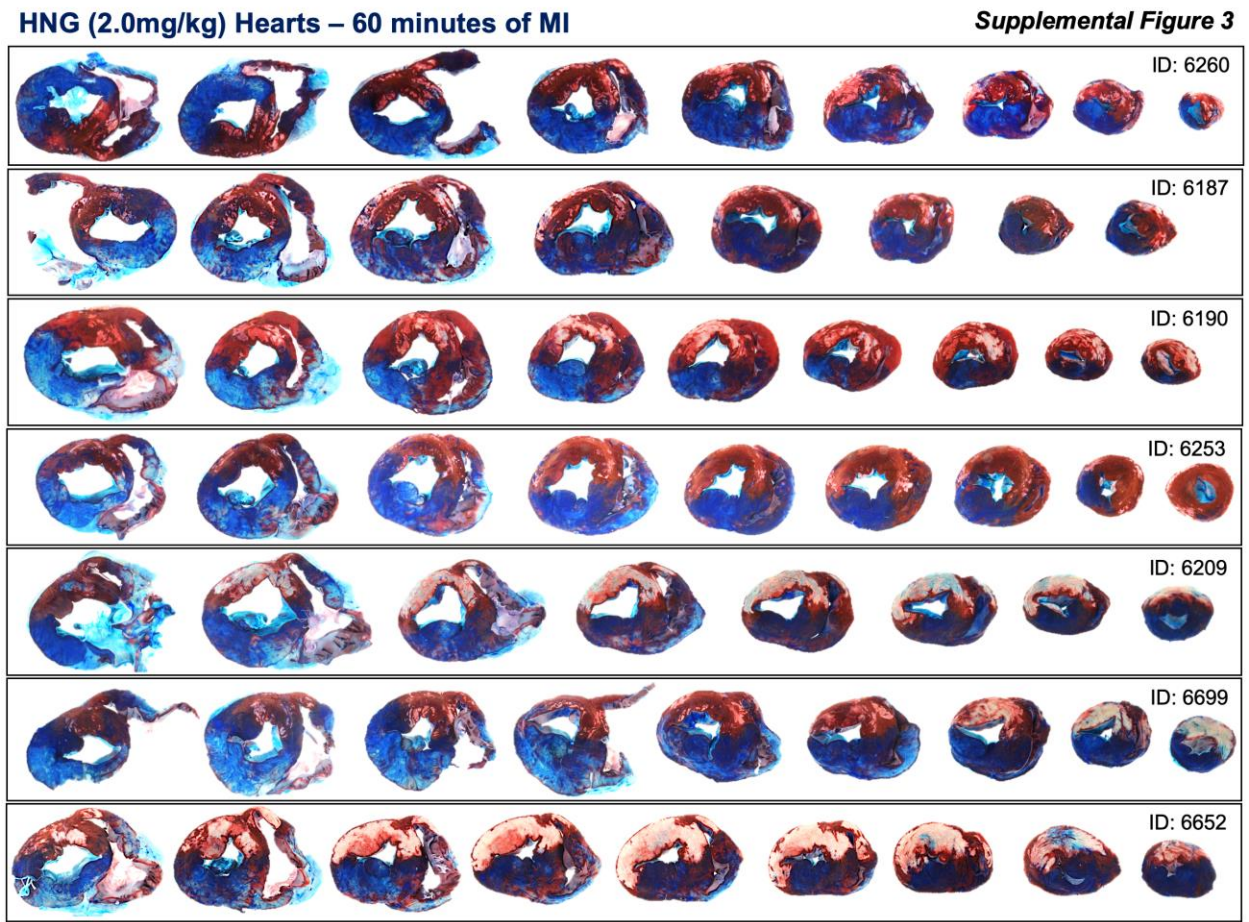 HNG (2.0mg/kg) Hearts – 60 minutes of MI
Supplemental Figure 3
ID: 6260
ID: 6187
ID: 6190
ID: 6253
ID: 6209
ID: 6699
ID: 6652